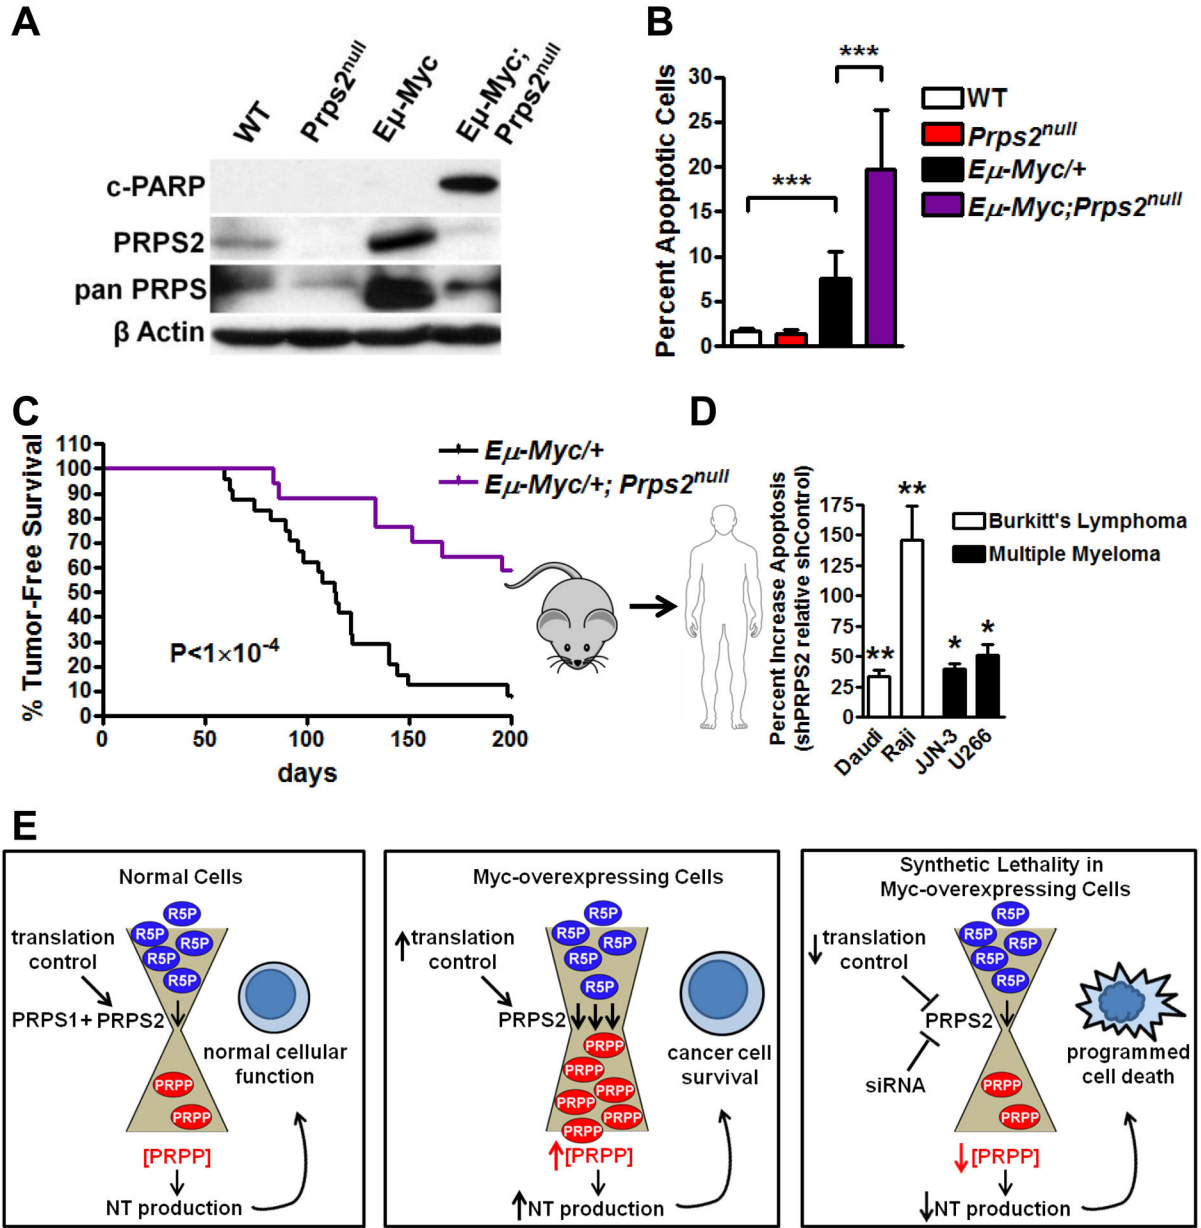 A
WT
Prps2null
Eμ-Myc
Eμ-Myc;
Prps2null
c-PARP
PRPS2
pan PRPS
β Actin
B
Percent Apoptotic Cells
30
25
20
15
10
5
0
***
***
WT
Prps2null
Eμ-Myc/+
Eμ-Myc;Prps2null
C
% Tumor-Free Survival
110
100
90
80
70
60
50
40
30
20
10
0
0
50
100
150
200
days
P<1×10-4
Eμ-Myc/+
Eμ-Myc/+; Prps2null
D
Percent Increase Apoptosis
(shPRPS2 relative shControl)
175
150
125
100
75
50
25
0
**
**
*
*
Daudi
Raji
JJN-3
U266
Burkitt's Lymphoma
Multiple Myeloma
E
Normal Cells
R5P
R5P
R5P
R5P
R5P
translation
control
PRPS1+ PRPS2
normal cellular
function
PRPP
PRPP
[PRPP]
NT production
Myc-overexpressing Cells
R5P
R5P
R5P
R5P
R5P
translation
control
PRPS2
PRPP
PRPP
PRPP
PRPP
PRPP
PRPP
cancer cell
survival
[PRPP]
NT production
Synthetic Lethality in
Myc-overexpressing Cells
R5P
R5P
R5P
R5P
R5P
translation
control
PRPS2
siRNA
programmed
cell death
PRPP
PRPP
[PRPP]
NT production